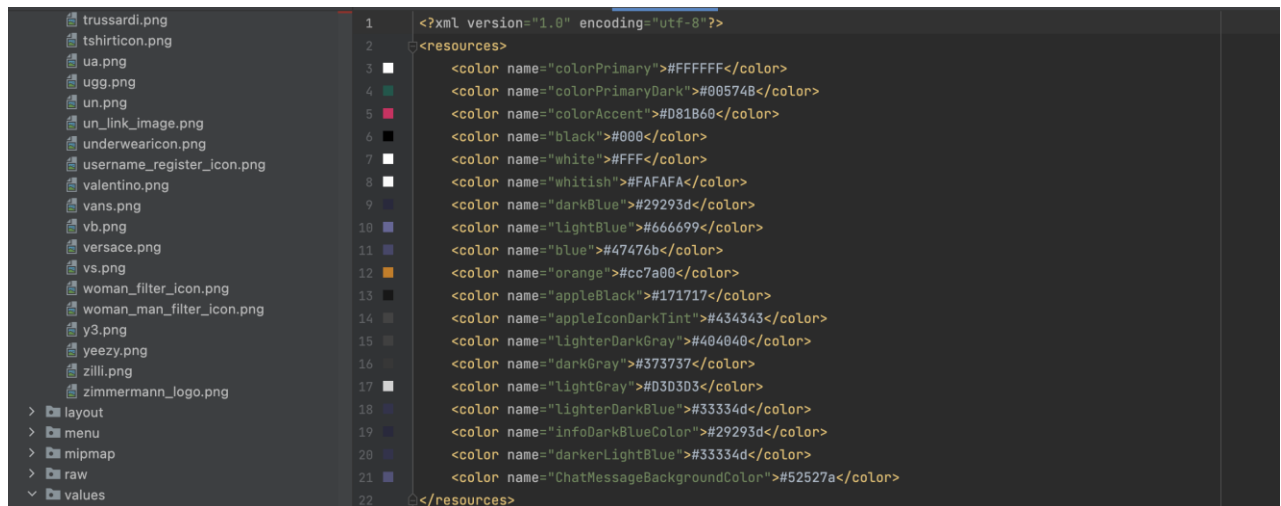 trussardi.png
tshirticon.png
ua.png
ugg.png
un.png
un_link_image.png
underwearicon.png
username_register_icon.png
valentino.png
vans.png
vb.png
versace.png
vs.png
woman_filter_icon.png
woman_man_filter_icon.png
y3.png
yeezy.png
zilli.png
zimmermann_logo.png
layout
menu
mipmap
raw
values
1 <?xml version="1.0" encoding="utf-8"?>
2 <resources>
3 <color name="colorPrimary">#FFFFFF</color>
4 <color name="colorPrimaryDark">#00574B</color>
5 <color name="colorAccent">#D81B60</color>
6 <color name="black">#000</color>
7 <color name="white">#FFF</color>
8 <color name="whitish">#FAFAFA</color>
9 <color name="darkBlue">#29293d</color>
10 <color name="lightBlue">#666699</color>
11 <color name="blue">#47476b</color>
12 <color name="orange">#cc7a00</color>
13 <color name="appleBlack">#171717</color>
14 <color name="appleIconDarkTint">#434343</color>
15 <color name="lighterDarkGray">#404040</color>
16 <color name="darkGray">#373737</color>
17 <color name="lightGray">#D3D3D3</color>
18 <color name="lighterDarkBlue">#33334d</color>
19 <color name="infoDarkBlueColor">#29293d</color>
20 <color name="darkerLightBlue">#33334d</color>
21 <color name="ChatMessageBackgroundColor">#52527a</color>
22 </resources>